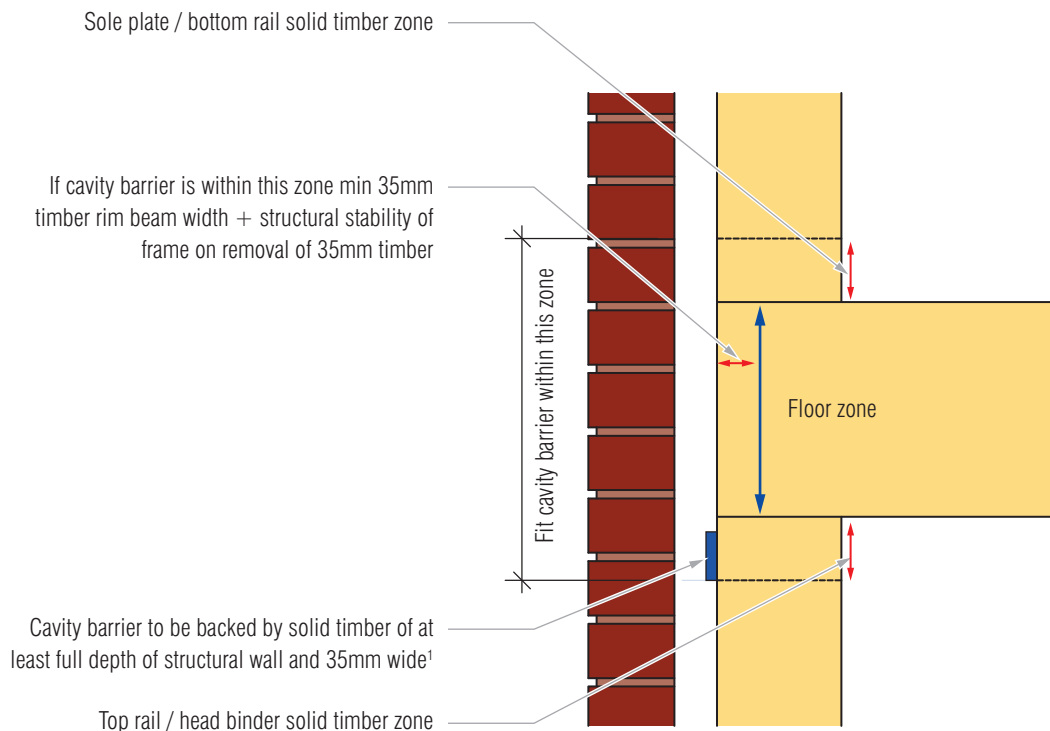 Sole plate / bottom rail solid timber zone
If cavity barrier is within this zone min 35mm
timber rim beam width + structural stability of
frame on removal of 35mm timber
Fit cavity barrier within this zone
Floor zone
Cavity barrier to be backed by solid timber of at
least full depth of structural wall and 35mm wide¹
Top rail / head binder solid timber zone